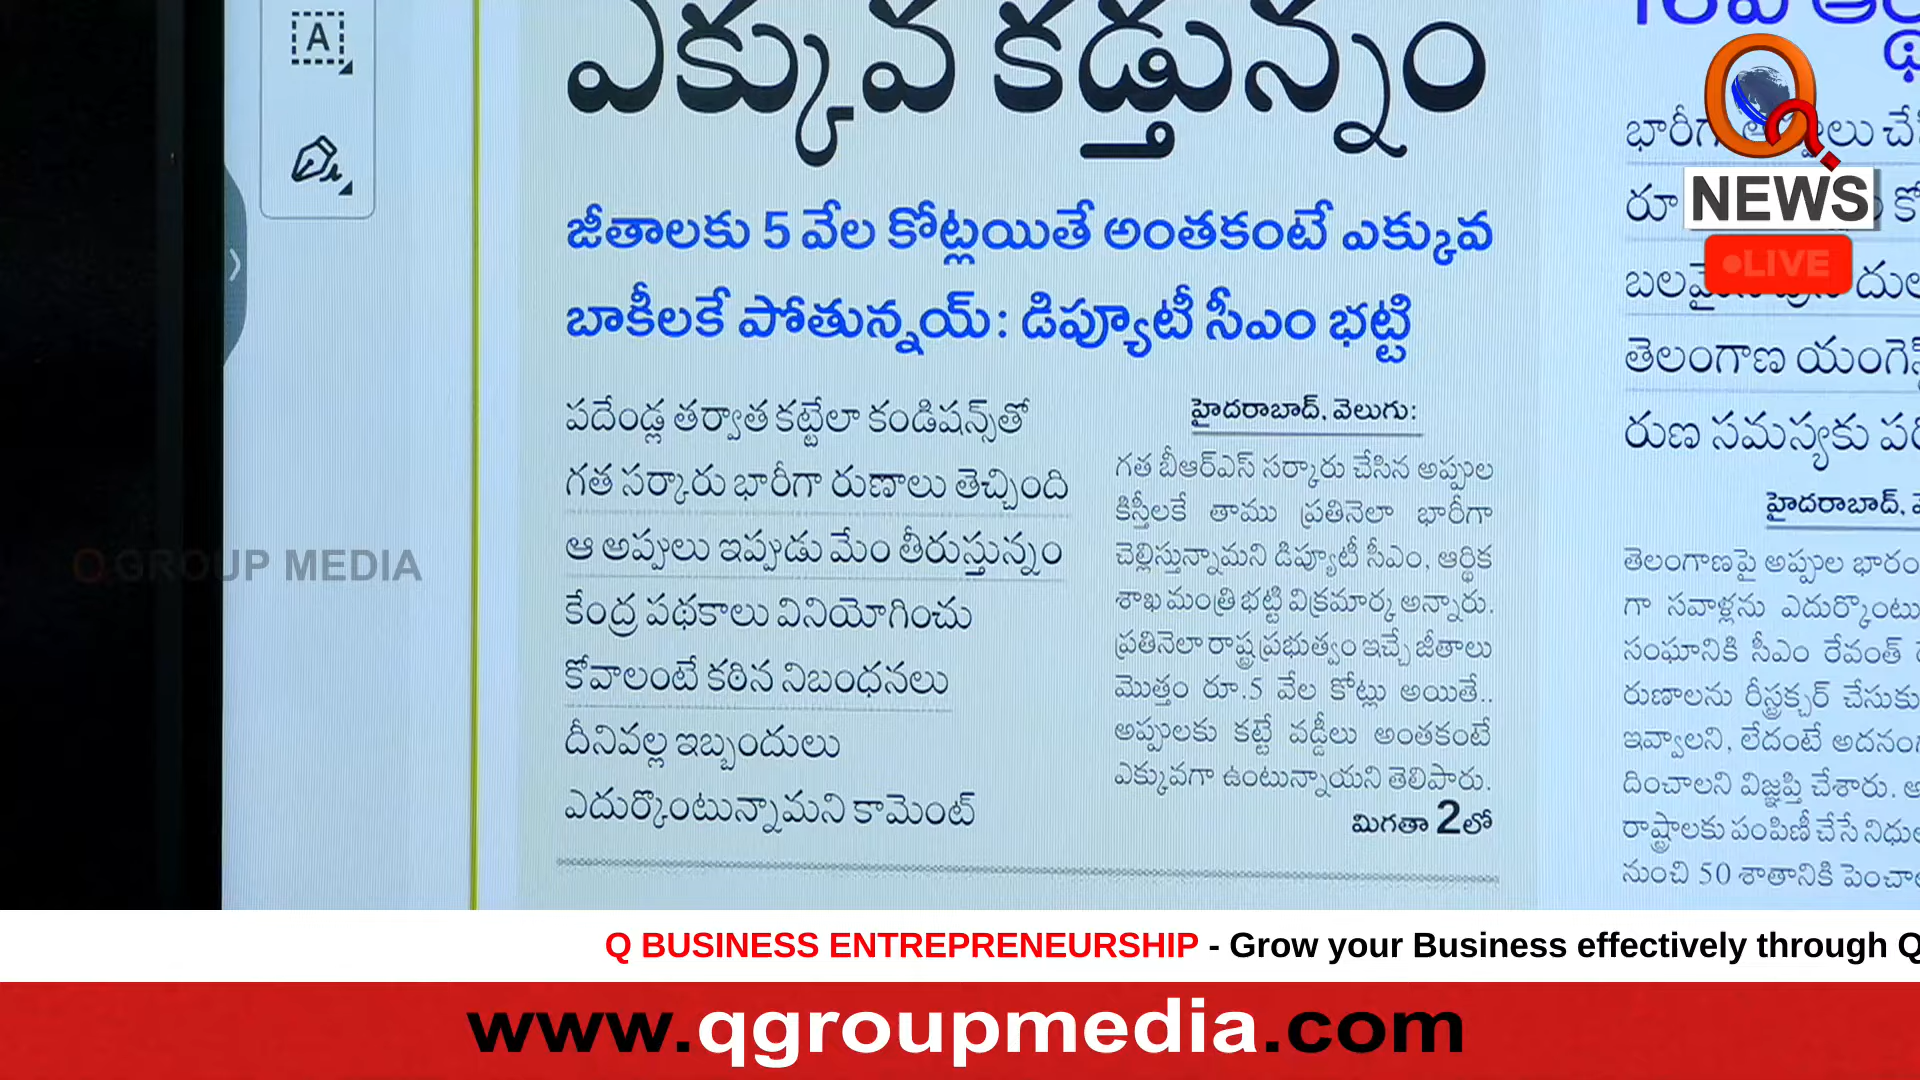 A
ఎక్కువ కడ్తున్నం
జీతాలకు 5 వేల కోట్లయితే అంతకంటే ఎక్కువ
బాకీలకే పోతున్నయ్: డిప్యూటీ సీఎం భట్టి
పదేండ్ల తర్వాత కట్టేలా కండిషన్స్‌తో
గత సర్కారు భారీగా రుణాలు తెచ్చింది
ఆ అప్పులు ఇప్పుడు మేం తీరుస్తున్నం
కేంద్ర పథకాలు వినియోగించు
కోవాలంటే కఠిన నిబంధనలు
దీనివల్ల ఇబ్బందులు
ఎదుర్కొంటున్నామని కామెంట్
హైదరాబాద్, వెలుగు:
గత బీఆర్ఎస్ సర్కారు చేసిన అప్పుల
కిస్తీలకే తాము ప్రతినెలా భారీగా
చెల్లిస్తున్నామని డిప్యూటీ సీఎం, ఆర్థిక
శాఖ మంత్రి భట్టి విక్రమార్క అన్నారు.
ప్రతినెలా రాష్ట్ర ప్రభుత్వం ఇచ్చే జీతాలు
మొత్తం రూ.5 వేల కోట్లు అయితే..
అప్పులకు కట్టే వడ్డీలు అంతకంటే
ఎక్కువగా ఉంటున్నాయని తెలిపారు.
మిగతా 2లో
రూ
తెలంగాణ
రుణ సమస్యకు
హైదరాబాద్,
తెలంగాణపై అప్పుల భారం
గా సవాళ్లను
సంఘానికి సీఎం రేవంత్
రుణాలను రీస్ట్రక్చర్
ఇవ్వాలని, లేదంటే
దించాలని విజ్ఞప్తి చేశారు.
రాష్ట్రాలకు పంపిణీ చేసే
నుంచి 50 శాతానికి
Q NEWS
LIVE
Q GROUP MEDIA
Q BUSINESS ENTREPRENEURSHIP - Grow your Business effectively through Q
www.qgroupmedia.com